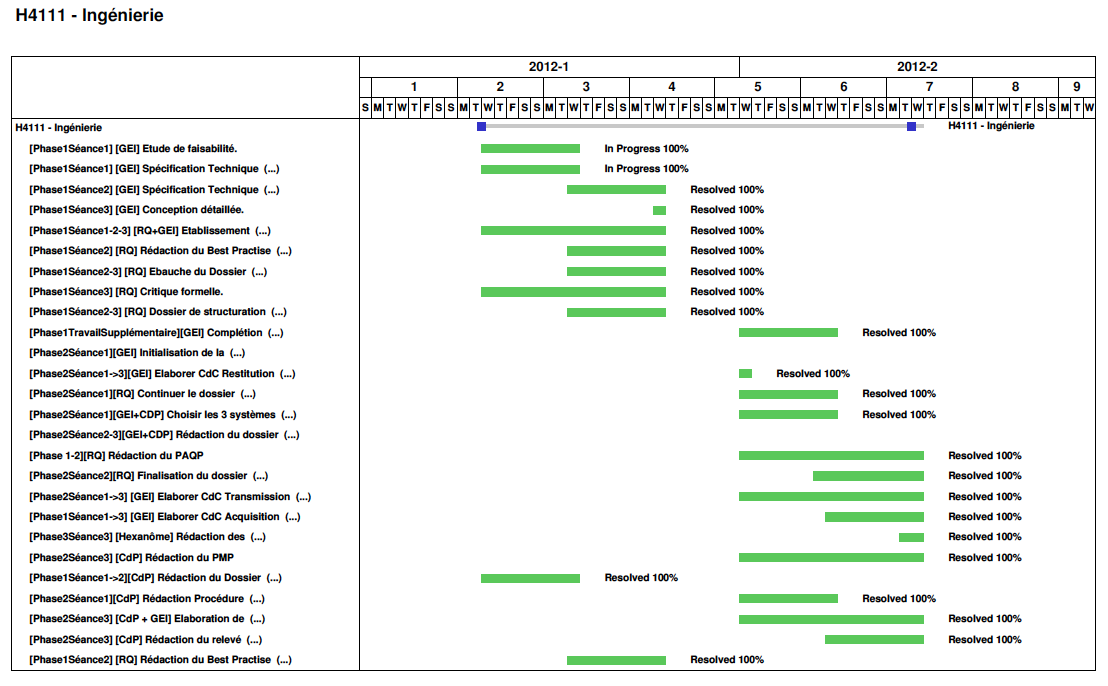 H4111 - Ingénierie
2012-1 2012-2
1 2 3 4 5 6 7 8 9
S M T W T F S S M T W T F S S M T W T F S S M T W T F S S M T W T F S S M T W T F S S M T W T F S S M T W T F S S M T W
H4111 - Ingénierie H4111 - Ingénierie
[Phase1Séance1] [GEI] Etude de faisabilité. In Progress 100%
[Phase1Séance1] [GEI] Spécification Technique (...) In Progress 100%
[Phase1Séance2] [GEI] Spécification Technique (...) Resolved 100%
[Phase1Séance3] [GEI] Conception détaillée. Resolved 100%
[Phase1Séance1-2-3] [RQ+GEI] Etablissement (...) Resolved 100%
[Phase1Séance2] [RQ] Rédaction du Best Practise (...) Resolved 100%
[Phase1Séance2-3] [RQ] Ebauche du Dossier (...) Resolved 100%
[Phase1Séance3] [RQ] Critique formelle. Resolved 100%
[Phase1Séance2-3] [RQ] Dossier de structuration (...) Resolved 100%
[Phase1TravailSupplémentaire][GEI] Complétion (...) Resolved 100%
[Phase2Séance1][GEI] Initialisation de la (...)
[Phase2Séance1->3][GEI] Elaborer CdC Restitution (...) Resolved 100%
[Phase2Séance1][RQ] Continuer le dossier (...) Resolved 100%
[Phase2Séance1][GEI+CDP] Choisir les 3 systèmes (...) Resolved 100%
[Phase2Séance2-3][GEI+CDP] Rédaction du dossier (...)
[Phase 1-2][RQ] Rédaction du PAQP Resolved 100%
[Phase2Séance2][RQ] Finalisation du dossier (...) Resolved 100%
[Phase2Séance1->3] [GEI] Elaborer CdC Transmission (...) Resolved 100%
[Phase1Séance1->3] [GEI] Elaborer CdC Acquisition (...) Resolved 100%
[Phase3Séance3] [Hexanôme] Rédaction des (...) Resolved 100%
[Phase2Séance3] [CdP] Rédaction du PMP Resolved 100%
[Phase1Séance1->2][CdP] Rédaction du Dossier (...) Resolved 100%
[Phase2Séance1][CdP] Rédaction Procédure (...) Resolved 100%
[Phase2Séance3] [CdP + GEI] Elaboration de (...) Resolved 100%
[Phase2Séance3] [CdP] Rédaction du relevé (...) Resolved 100%
[Phase1Séance2] [RQ] Rédaction du Best Practise (...) Resolved 100%